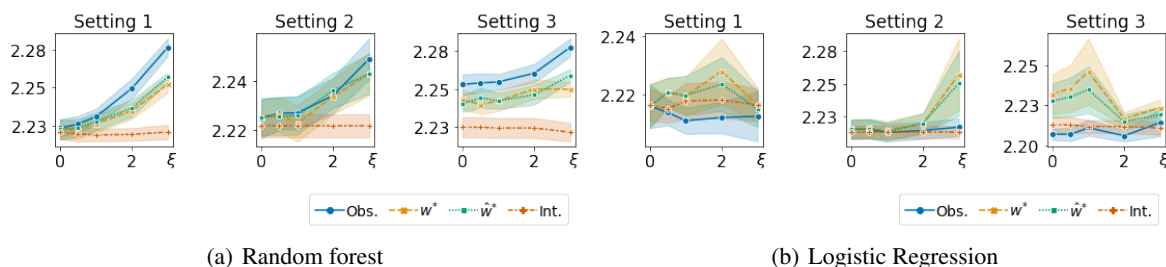 Setting 1
2.28
2.25
2.23
0
2
ξ
Setting 2
2.24
2.22
0
2
ξ
Setting 3
2.28
2.25
2.23
0
2
ξ
Obs.
w*
ŵ*
Int.
(a) Random forest
Setting 1
2.24
2.22
0
2
ξ
Setting 2
2.28
2.25
2.23
0
2
ξ
Setting 3
2.25
2.23
2.20
0
2
ξ
Obs.
w*
ŵ*
Int.
(b) Logistic Regression